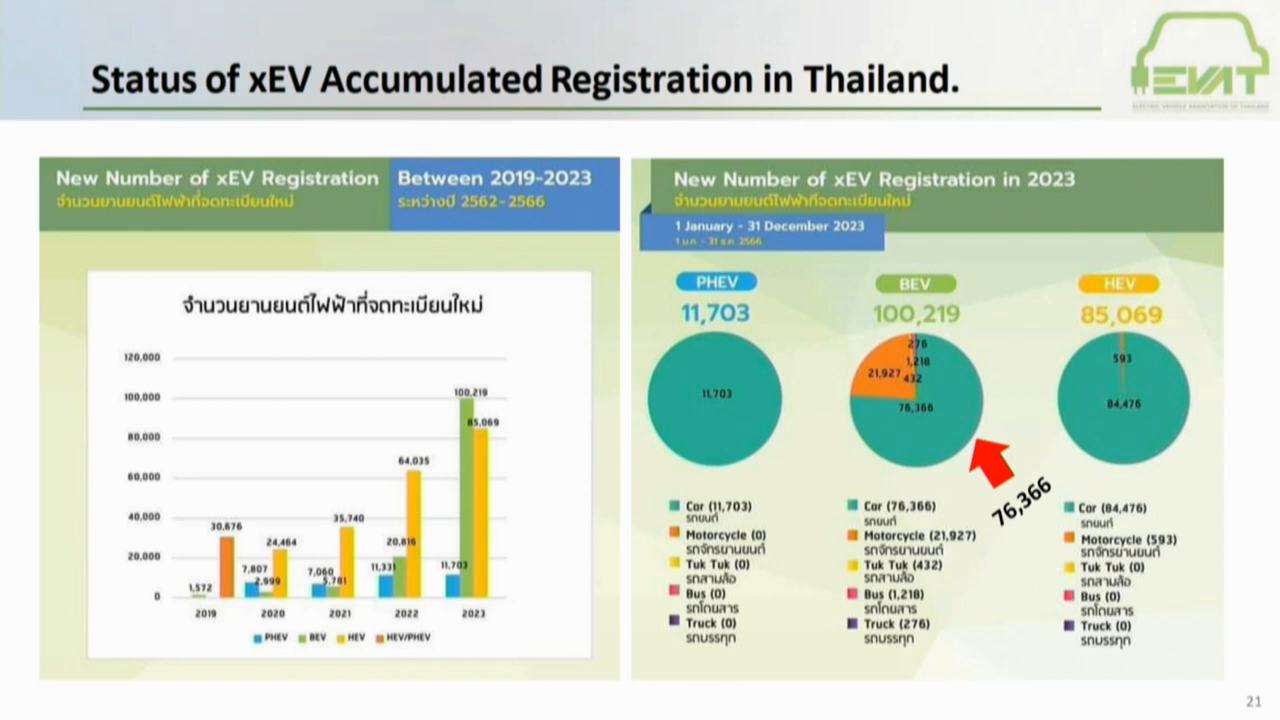 Status of xEV Accumulated Registration in Thailand.
EVAT
ELECTRIC VEHICLE ASSOCIATION OF THAILAND
New Number of xEV Registration
จำนวนยานยนต์ไฟฟ้าที่จดทะเบียนใหม่
Between 2019-2023
ระหว่างปี 2562-2566
จำนวนยานยนต์ไฟฟ้าที่จดทะเบียนใหม่
120,000
100,000
80,000
60,000
40,000
20,000
0
1,572
30,676
7,807
2,999
24,464
7,060
5,781
35,740
11,331
20,816
64,035
11,703
100,219
85,069
2019 2020 2021 2022 2023
PHEV BEV HEV HEV/PHEV
New Number of xEV Registration in 2023
จำนวนยานยนต์ไฟฟ้าที่จดทะเบียนใหม่
1 January - 31 December 2023
1 ม.ค. - 31 ธ.ค. 2566
PHEV
11,703
11,703
Car (11,703)
รถยนต์
Motorcycle (0)
รถจักรยานยนต์
Tuk Tuk (0)
รถสามล้อ
Bus (0)
รถโดยสาร
Truck (0)
รถบรรทุก
BEV
100,219
276
1,218
21,927
432
76,366
76,366
Car (76,366)
รถยนต์
Motorcycle (21,927)
รถจักรยานยนต์
Tuk Tuk (432)
รถสามล้อ
Bus (1,218)
รถโดยสาร
Truck (276)
รถบรรทุก
HEV
85,069
593
84,476
Car (84,476)
รถยนต์
Motorcycle (593)
รถจักรยานยนต์
Tuk Tuk (0)
รถสามล้อ
Bus (0)
รถโดยสาร
Truck (0)
รถบรรทุก
21